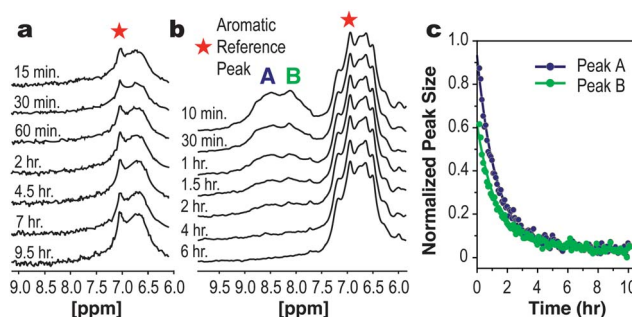 a
15 min.
30 min.
60 min.
2 hr.
4.5 hr.
7 hr.
9.5 hr.
9.0 8.5 8.0 7.5 7.0 6.5 6.0
[ppm]
b
Aromatic
Reference
Peak
A B
10 min.
30 min.
1 hr.
1.5 hr.
2 hr.
4 hr.
6 hr.
9.5 9.0 8.5 8.0 7.5 7.0 6.5 6.0
[ppm]
c
Normalized Peak Size
1.0
0.8
0.6
0.4
0.2
0
Peak A
Peak B
0 2 4 6 8 10
Time (hr)